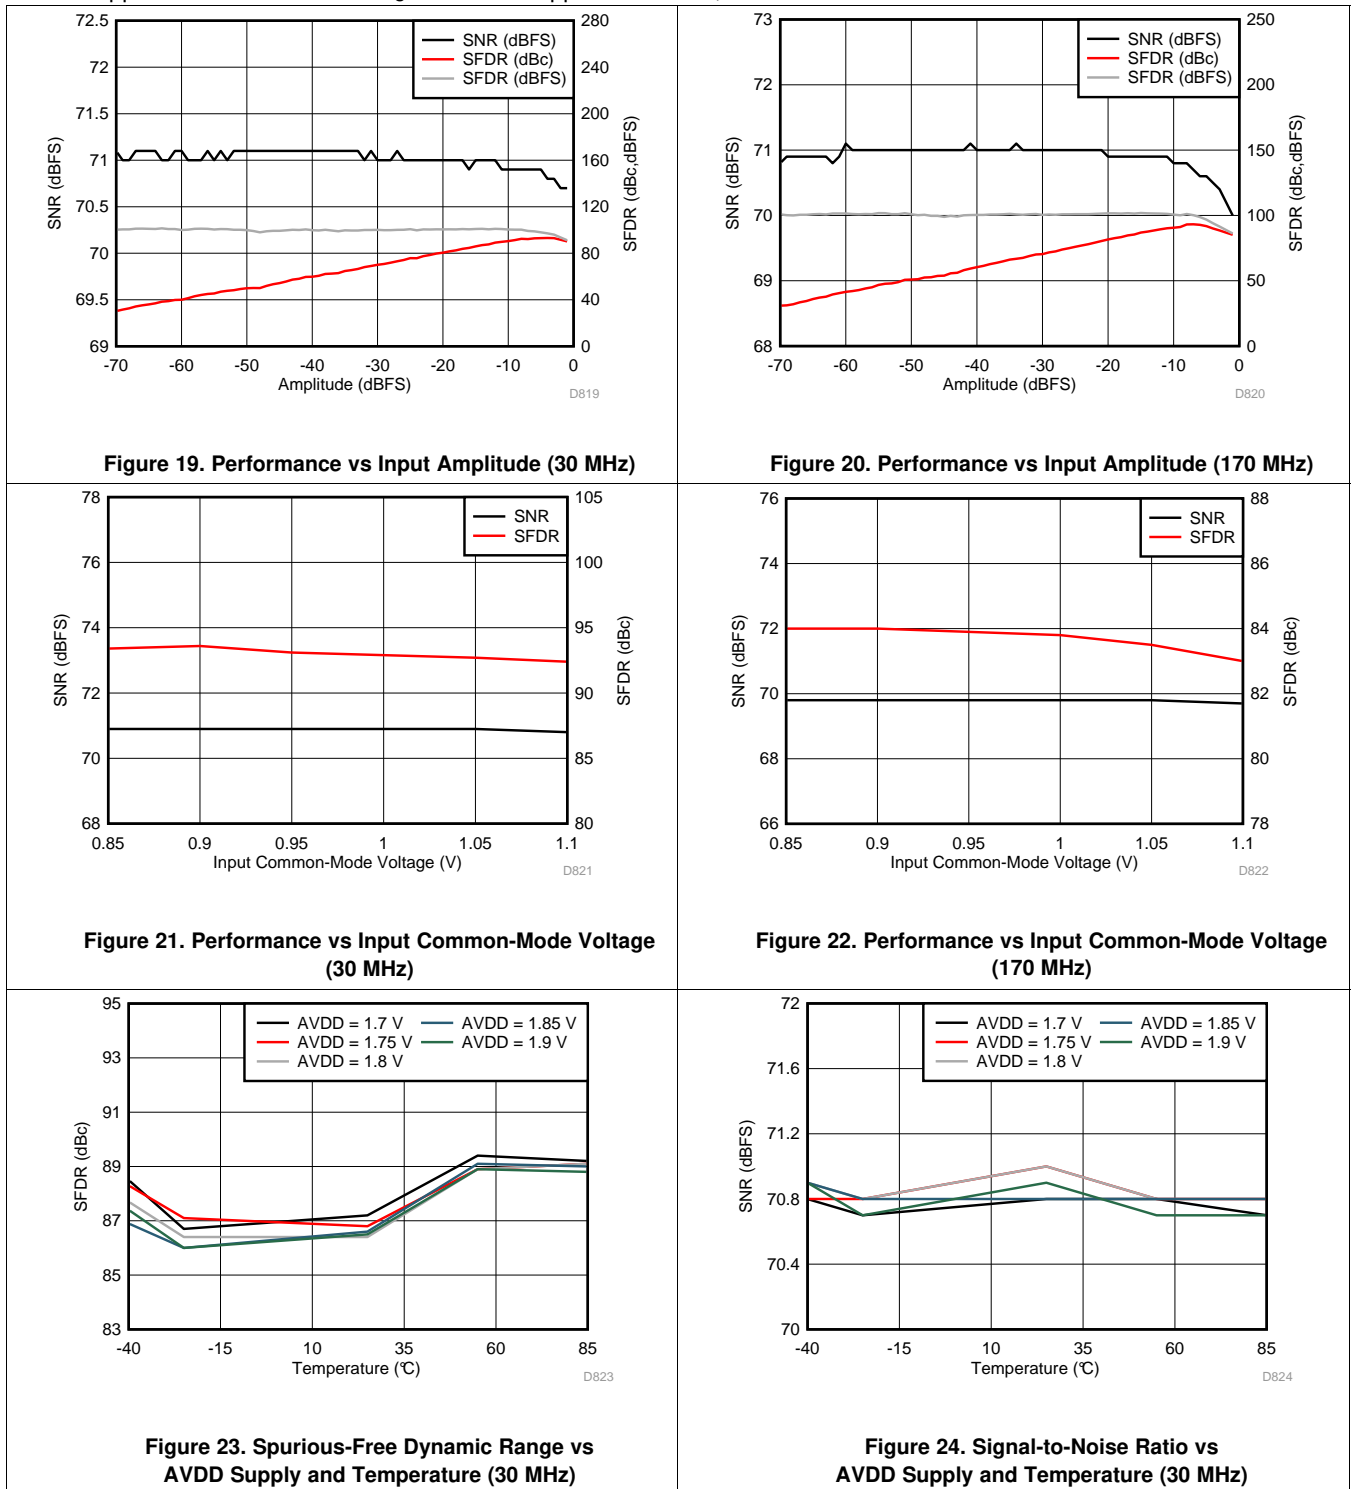 72.5
72
71.5
71
70.5
70
69.5
69
280
240
200
160
120
80
40
0
SNR (dBFS)
SFDR (dBc,dBFS)
SNR (dBFS)
SFDR (dBc)
SFDR (dBFS)
-70 -60 -50 -40 -30 -20 -10 0
Amplitude (dBFS)
D819
Figure 19. Performance vs Input Amplitude (30 MHz)
73
72
71
70
69
68
250
200
150
100
50
0
SNR (dBFS)
SFDR (dBc,dBFS)
SNR (dBFS)
SFDR (dBc)
SFDR (dBFS)
-70 -60 -50 -40 -30 -20 -10 0
Amplitude (dBFS)
D820
Figure 20. Performance vs Input Amplitude (170 MHz)
78
76
74
72
70
68
105
100
95
90
85
80
SNR (dBFS)
SFDR (dBc)
SNR
SFDR
0.85 0.9 0.95 1 1.05 1.1
Input Common-Mode Voltage (V)
D821
Figure 21. Performance vs Input Common-Mode Voltage
(30 MHz)
76
74
72
70
68
66
88
86
84
82
80
78
SNR (dBFS)
SFDR (dBc)
SNR
SFDR
0.85 0.9 0.95 1 1.05 1.1
Input Common-Mode Voltage (V)
D822
Figure 22. Performance vs Input Common-Mode Voltage
(170 MHz)
95
93
91
89
87
85
83
SFDR (dBc)
AVDD = 1.7 V AVDD = 1.85 V
AVDD = 1.75 V AVDD = 1.9 V
AVDD = 1.8 V
-40 -15 10 35 60 85
Temperature (°C)
D823
Figure 23. Spurious-Free Dynamic Range vs
AVDD Supply and Temperature (30 MHz)
72
71.6
71.2
70.8
70.4
70
SNR (dBFS)
AVDD = 1.7 V AVDD = 1.85 V
AVDD = 1.75 V AVDD = 1.9 V
AVDD = 1.8 V
-40 -15 10 35 60 85
Temperature (°C)
D824
Figure 24. Signal-to-Noise Ratio vs
AVDD Supply and Temperature (30 MHz)